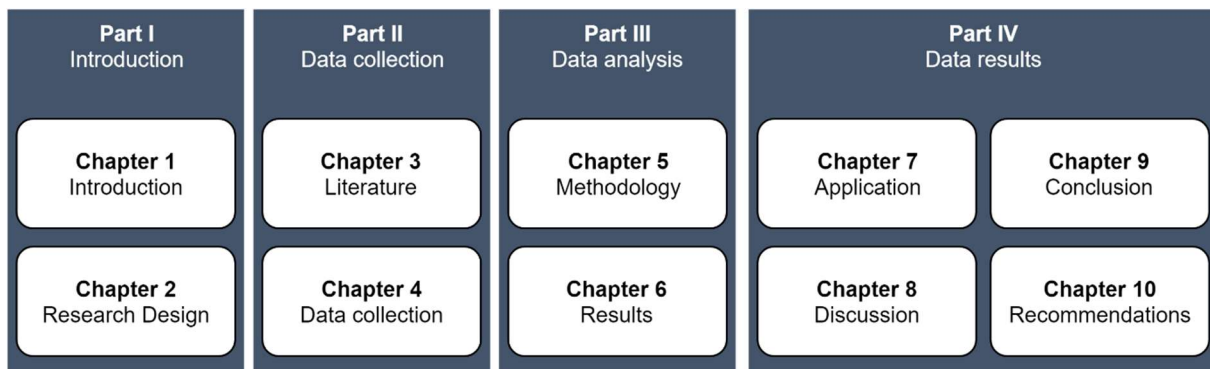 Part I
Introduction
Chapter 1
Introduction
Chapter 2
Research Design
Part II
Data collection
Chapter 3
Literature
Chapter 4
Data collection
Part III
Data analysis
Chapter 5
Methodology
Chapter 6
Results
Part IV
Data results
Chapter 7
Application
Chapter 8
Discussion
Chapter 9
Conclusion
Chapter 10
Recommendations